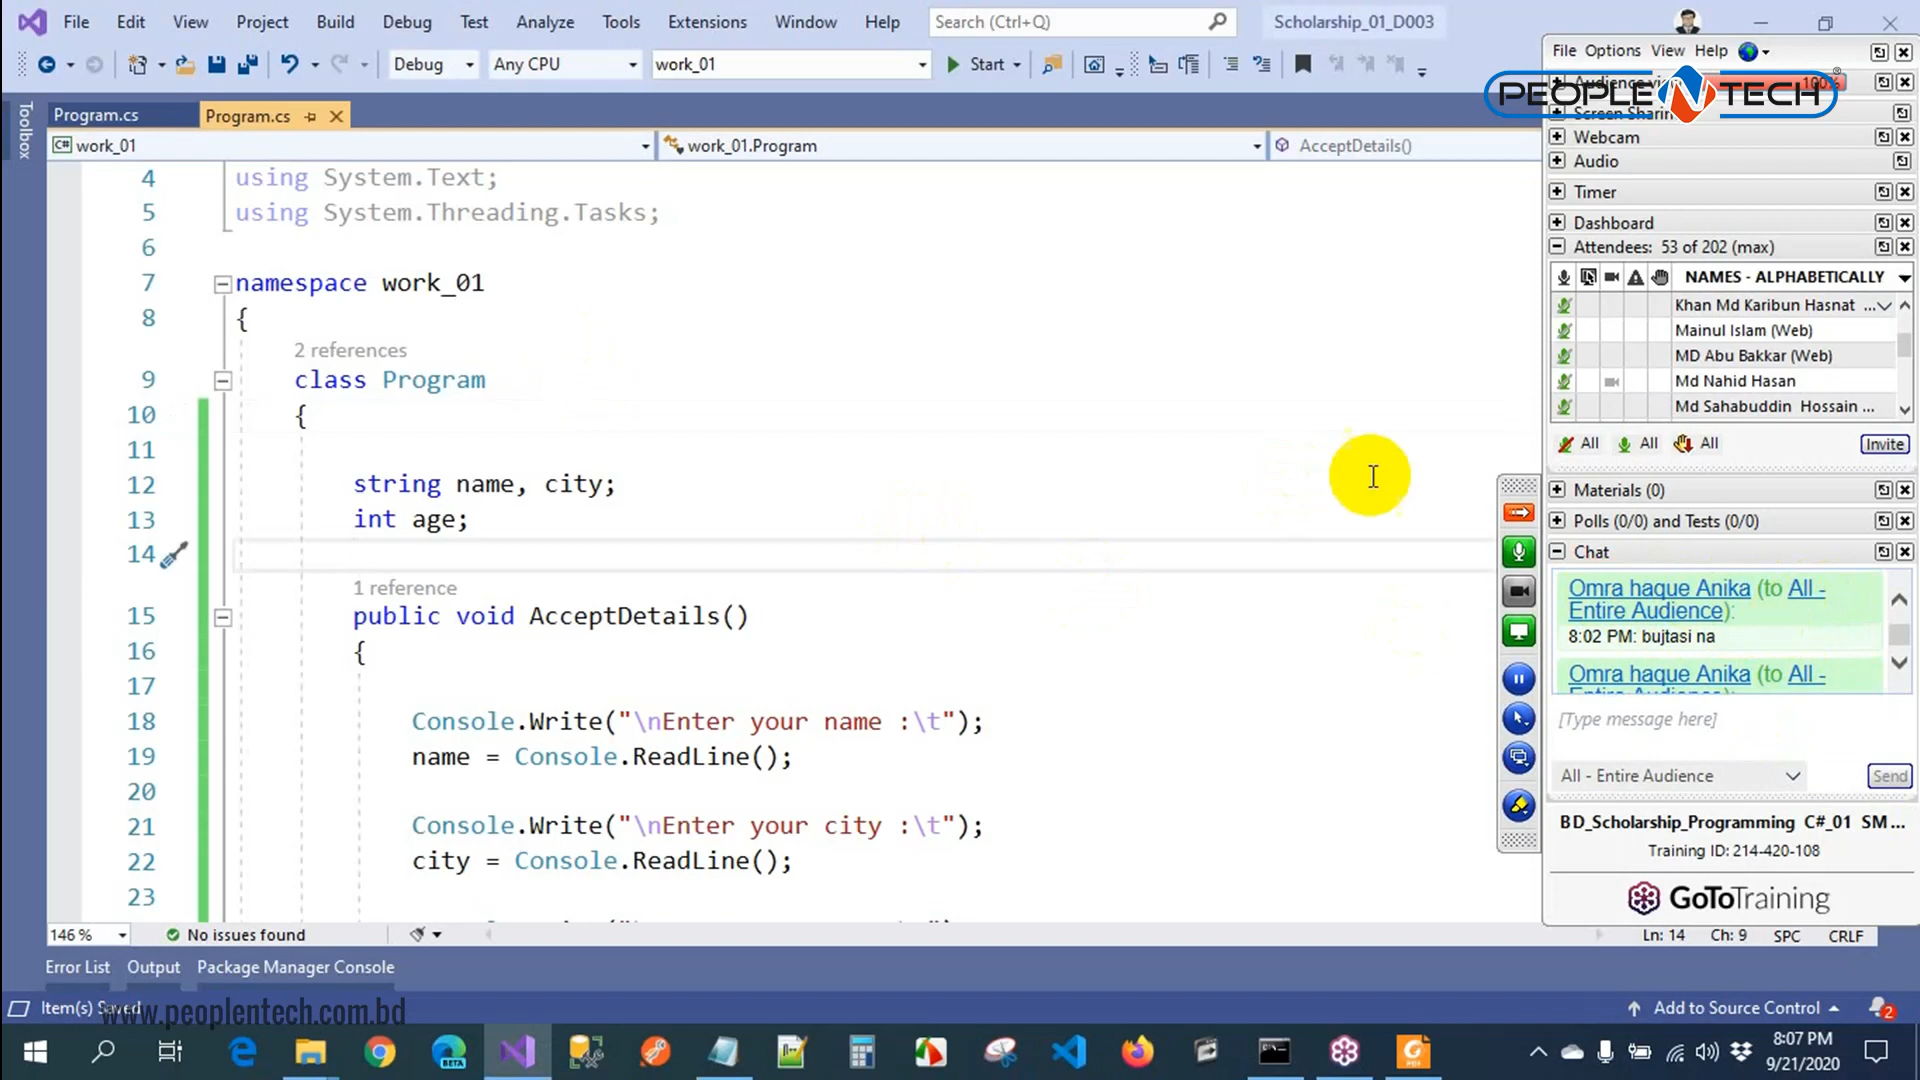 File Edit View Project Build Debug Test Analyze Tools Extensions Window Help Search (Ctrl+Q) Scholarship_01_D003
Debug Any CPU work_01 Start
Toolbox
Program.cs Program.cs
C# work_01 work_01.Program AcceptDetails()
4 using System.Text;
5 using System.Threading.Tasks;
6
7 namespace work_01
8 {
2 references
9 class Program
10 {
11
12 string name, city;
13 int age;
14
1 reference
15 public void AcceptDetails()
16 {
17
18 Console.Write("\nEnter your name :\t");
19 name = Console.ReadLine();
20
21 Console.Write("\nEnter your city :\t");
22 city = Console.ReadLine();
23
146 % No issues found Ln: 14 Ch: 9 SPC CRLF
Error List Output Package Manager Console
Item(s) Saved Add to Source Control 2
www.peoplentech.com.bd
BETA
8:07 PM
9/21/2020
File Options View Help
100%
PEOPLE N TECH
Webcam
Audio
Timer
Dashboard
Attendees: 53 of 202 (max)
NAMES - ALPHABETICALLY
Khan Md Karibun Hasnat ...
Mainul Islam (Web)
MD Abu Bakkar (Web)
Md Nahid Hasan
Md Sahabuddin Hossain ...
All All All Invite
Materials (0)
Polls (0/0) and Tests (0/0)
Chat
Omra haque Anika (to All -
Entire Audience):
8:02 PM: bujtasi na
Omra haque Anika (to All -
[Type message here]
All - Entire Audience Send
BD_Scholarship_Programming C#_01 SM ...
Training ID: 214-420-108
GoToTraining